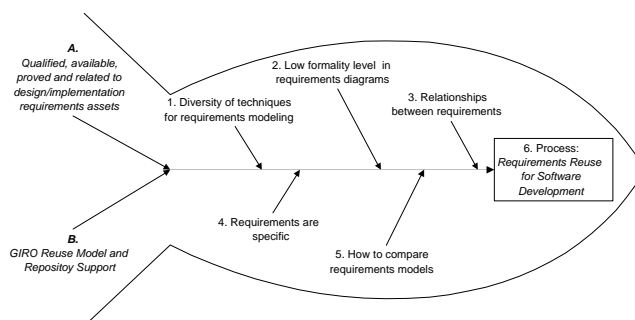 A.
Qualified, available,
proved and related to
design/implementation
requirements assets
1. Diversity of techniques
for requirements modeling
2. Low formality level in
requirements diagrams
3. Relationships
between requirements
6. Process:
Requirements Reuse
for Software
Development
4. Requirements are
specific
5. How to compare
requirements models
B.
GIRO Reuse Model and
Repositoy Support